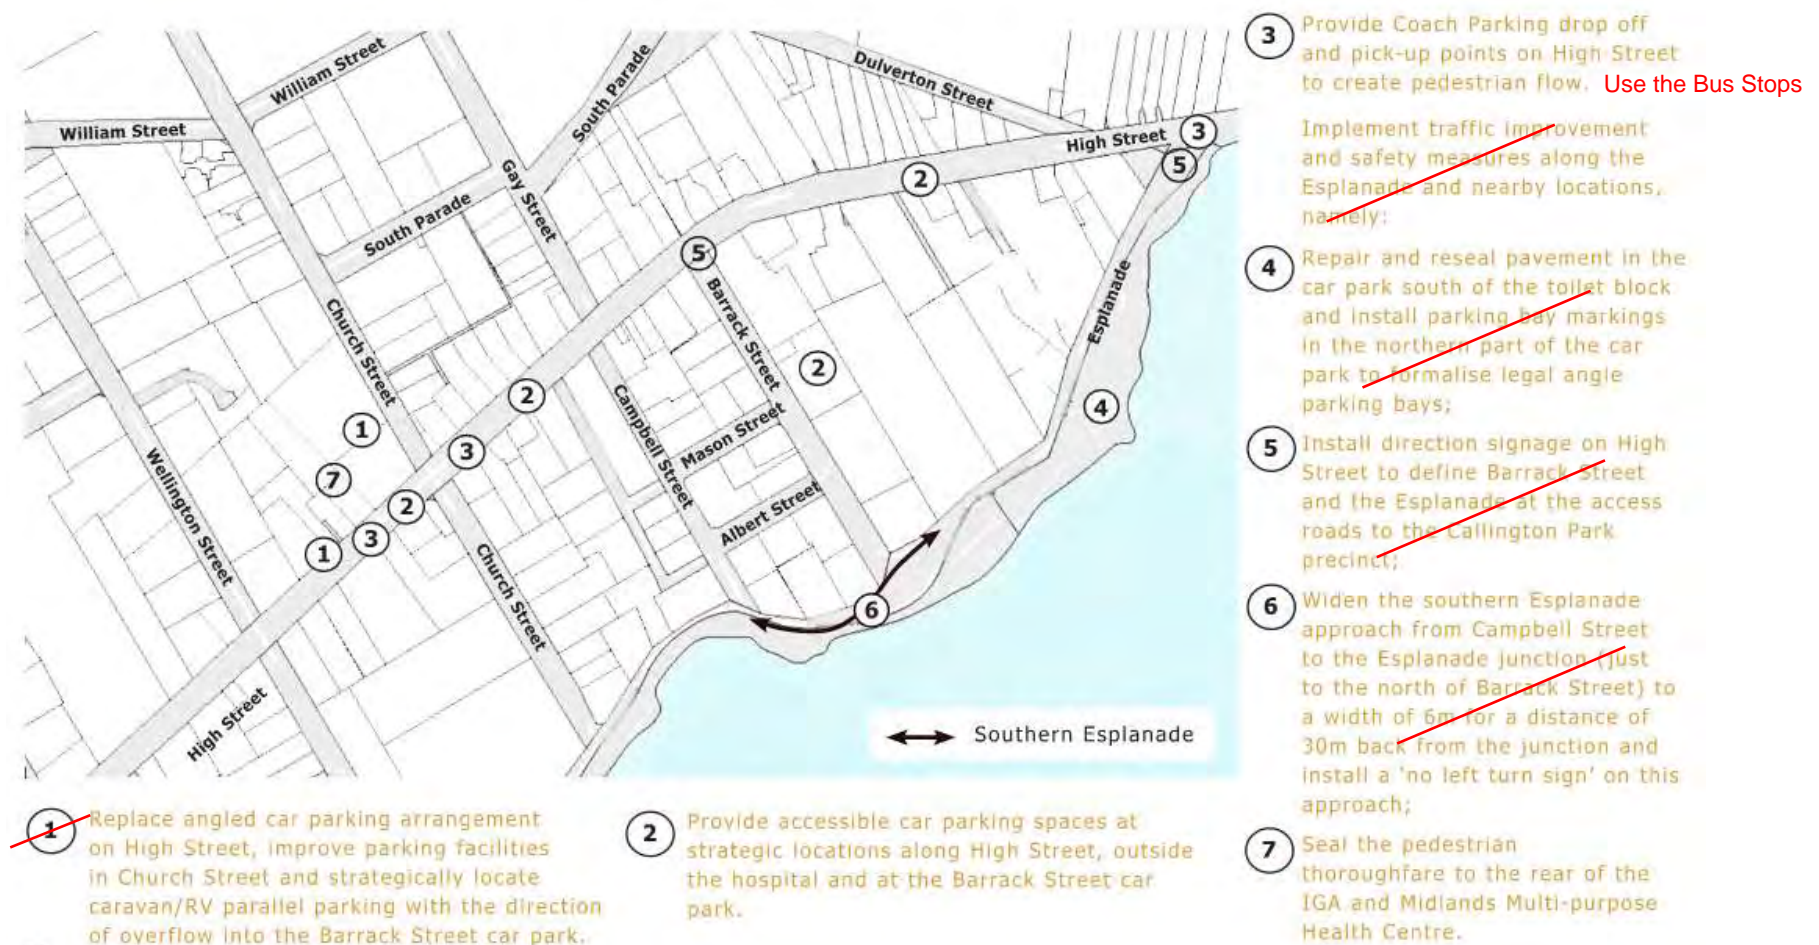 William Street
William Street
South Parade
South Parade
Gay Street
Dulverton Street
High Street
3
5
2
5
Church Street
Barrack Street
Esplanade
2
2
4
1
3
7
2
Campbell Street
Mason Street
Albert Street
Wellington Street
1
3
Church Street
6
High Street
Southern Esplanade
1
Replace angled car parking arrangement
on High Street, improve parking facilities
in Church Street and strategically locate
caravan/RV parallel parking with the direction
of overflow into the Barrack Street car park.
2
Provide accessible car parking spaces at
strategic locations along High Street, outside
the hospital and at the Barrack Street car
park.
3
Provide Coach Parking drop off
and pick-up points on High Street
to create pedestrian flow. Use the Bus Stops
Implement traffic improvement
and safety measures along the
Esplanade and nearby locations,
namely:
4
Repair and reseal pavement in the
car park south of the toilet block
and install parking bay markings
in the northern part of the car
park to formalise legal angle
parking bays;
5
Install direction signage on High
Street to define Barrack Street
and the Esplanade at the access
roads to the Callington Park
precinct;
6
Widen the southern Esplanade
approach from Campbell Street
to the Esplanade junction (just
to the north of Barrack Street) to
a width of 6m for a distance of
30m back from the junction and
install a 'no left turn sign' on this
approach;
7
Seal the pedestrian
thoroughfare to the rear of the
IGA and Midlands Multi-purpose
Health Centre.